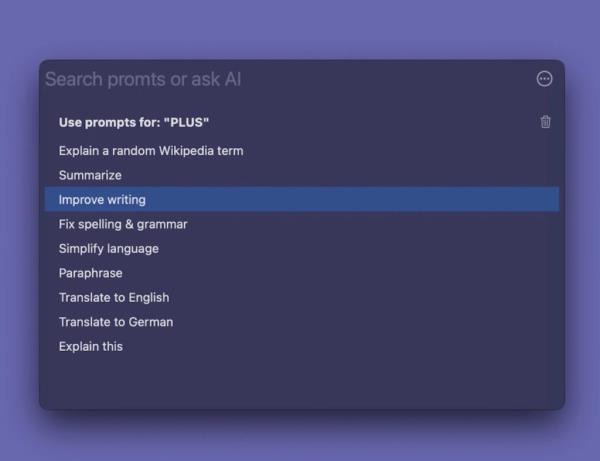 Search promts or ask AI
Use prompts for: "PLUS"
Explain a random Wikipedia term
Summarize
Improve writing
Fix spelling & grammar
Simplify language
Paraphrase
Translate to English
Translate to German
Explain this